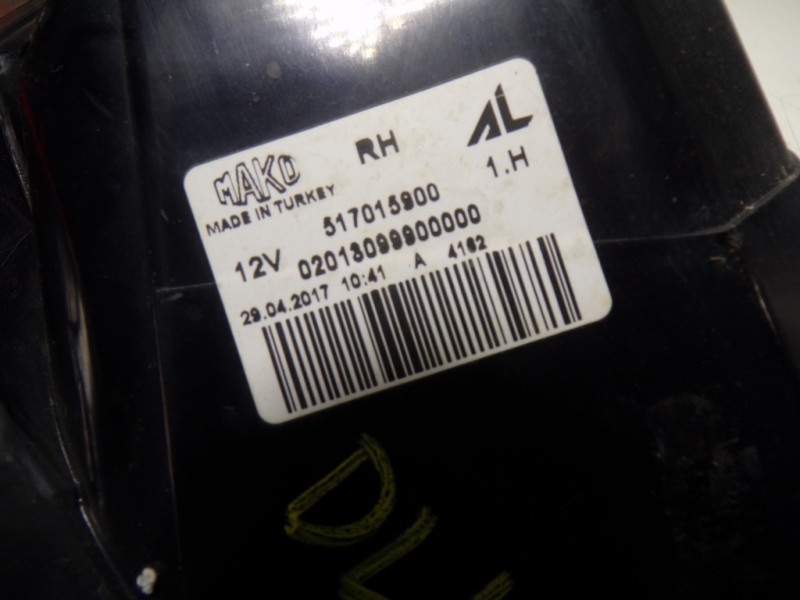 MAKO RH AL
MADE IN TURKEY 1.H
517015900
12V 02013099900000
29.04.2017 10:41 A 4162